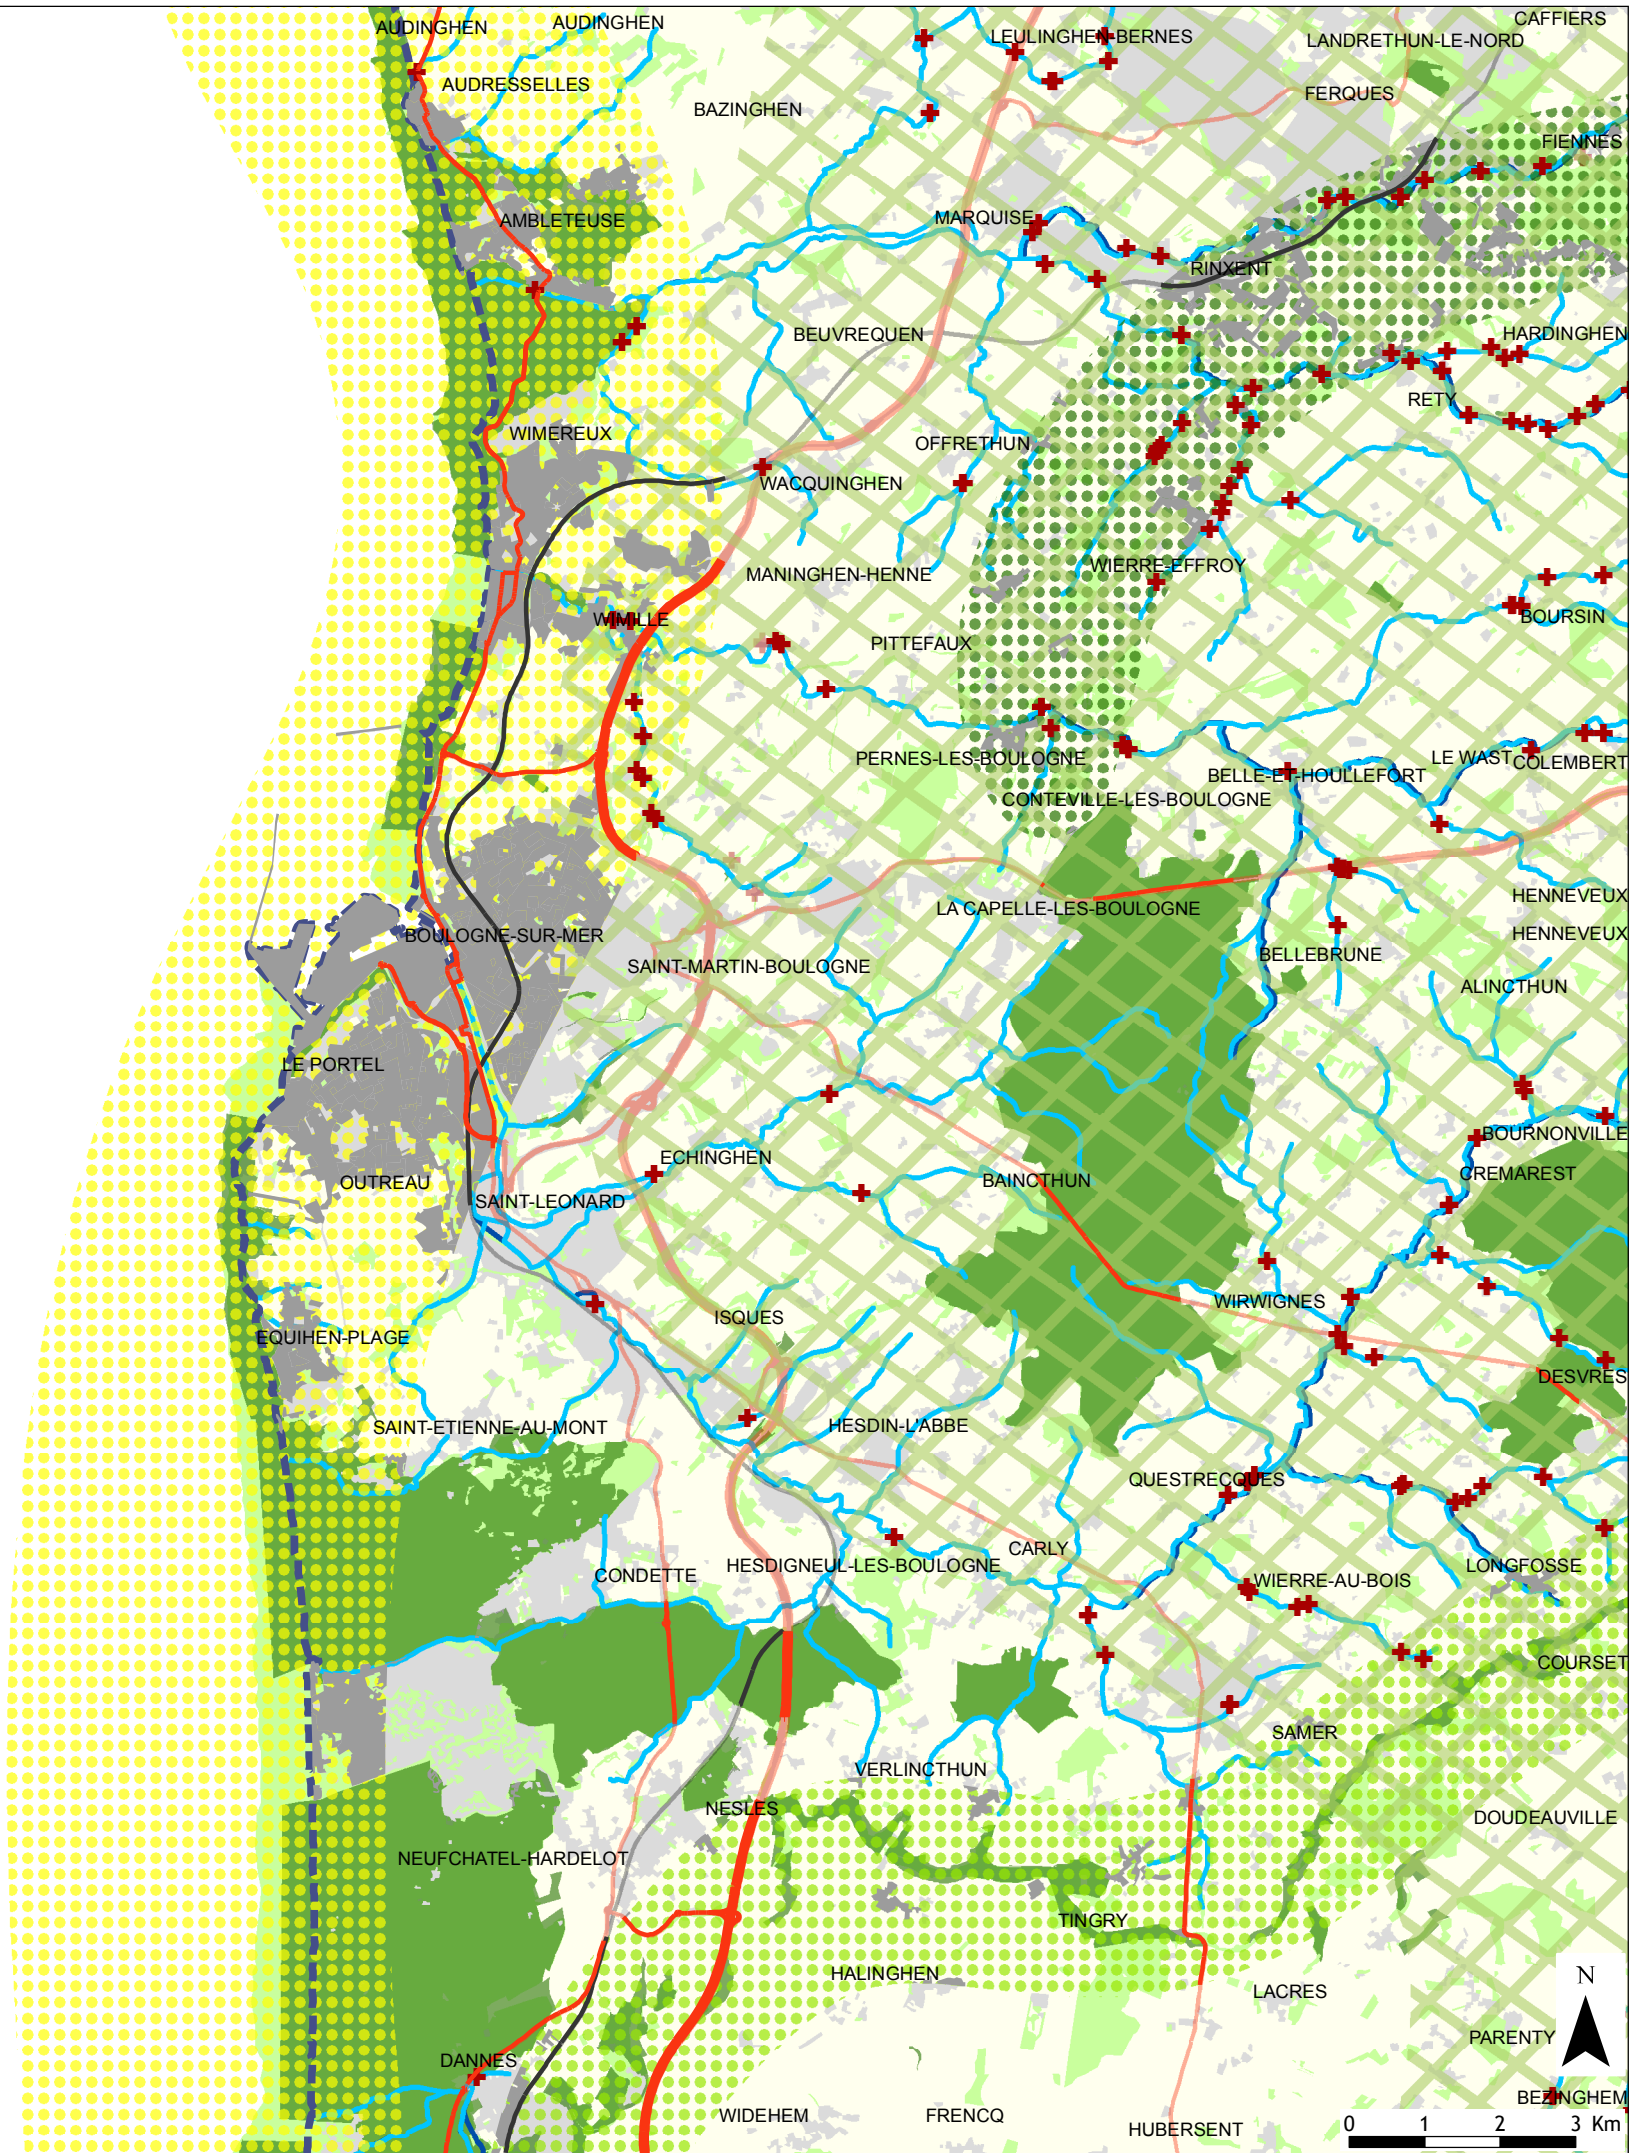 CAFFIERS
AUDINGHEN
AUDINGHEN
LEULINGHEN-BERNES
LANDRETHUN-LE-NORD
AUDRESSELLES
BAZINGHEN
FERQUES
FIENNES
AMBLETEUSE
MARQUISE
RINXENT
BEUVREQUEN
HARDINGHEN
RETY
WIMEREUX
OFFRETHUN
WACQUINGHEN
WIERRE-EFFROY
MANINGHEN-HENNE
WIMILLE
BOURSIN
PITTEFAUX
PERNES-LES-BOULOGNE
LE WAST
COLEMBERT
BELLE-ET-HOULLEFORT
CONTEVILLE-LES-BOULOGNE
HENNEVEUX
LA CAPELLE-LES-BOULOGNE
BOULOGNE-SUR-MER
HENNEVEUX
BELLEBRUNE
SAINT-MARTIN-BOULOGNE
ALINCTHUN
LE PORTEL
BOURNONVILLE
ECHINGHEN
CREMAREST
OUTREAU
BAINCTHUN
SAINT-LEONARD
WIRWIGNES
ISQUES
EQUIHEN-PLAGE
DESVRES
SAINT-ETIENNE-AU-MONT
HESDIN-L'ABBE
QUESTRECQUES
CARLY
HESDIGNEUL-LES-BOULOGNE
LONGFOSSE
CONDETTE
WIERRE-AU-BOIS
COURSET
SAMER
VERLINCTHUN
NESLES
DOUDEAUVILLE
NEUFCHATEL-HARDELOT
TINGRY
HALINGHEN
N
LACRES
PARENTY
DANNES
BEZINGHEM
WIDEHEM
FRENCQ
HUBERSENT
0 1 2 3 Km